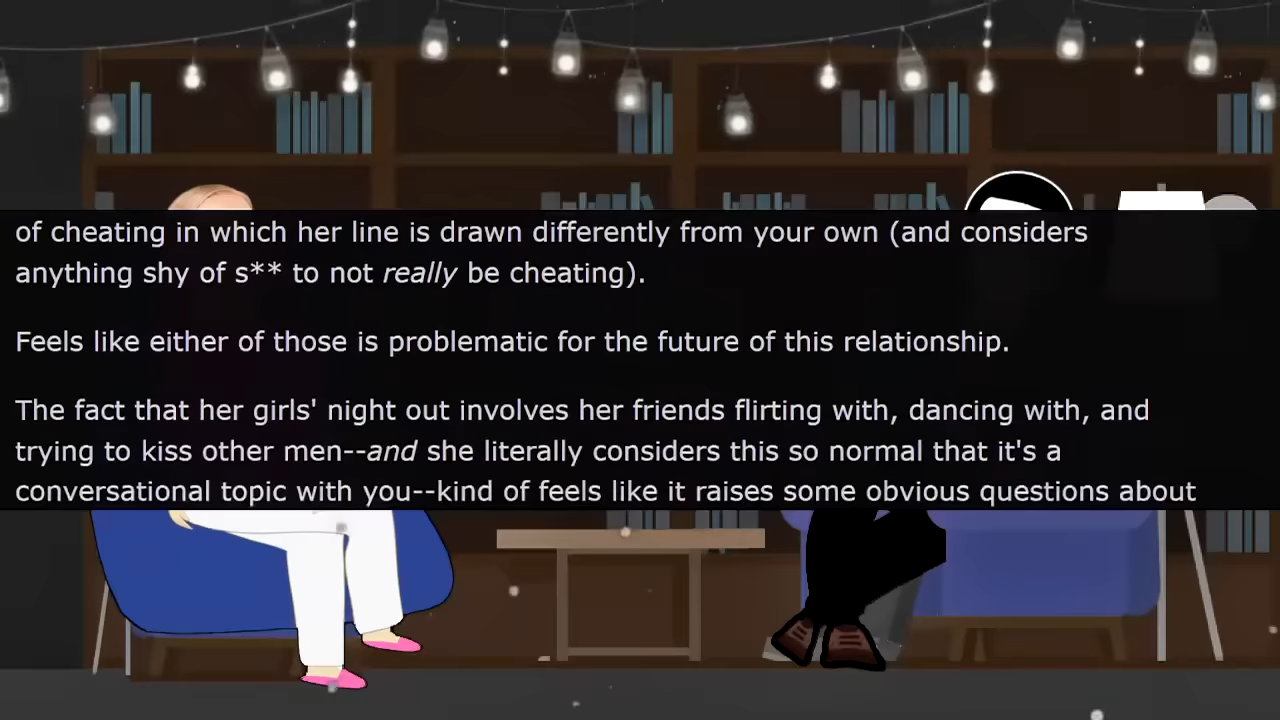 of cheating in which her line is drawn differently from your own (and considers
anything shy of s** to not really be cheating).
Feels like either of those is problematic for the future of this relationship.
The fact that her girls' night out involves her friends flirting with, dancing with, and
trying to kiss other men--and she literally considers this so normal that it's a
conversational topic with you--kind of feels like it raises some obvious questions about